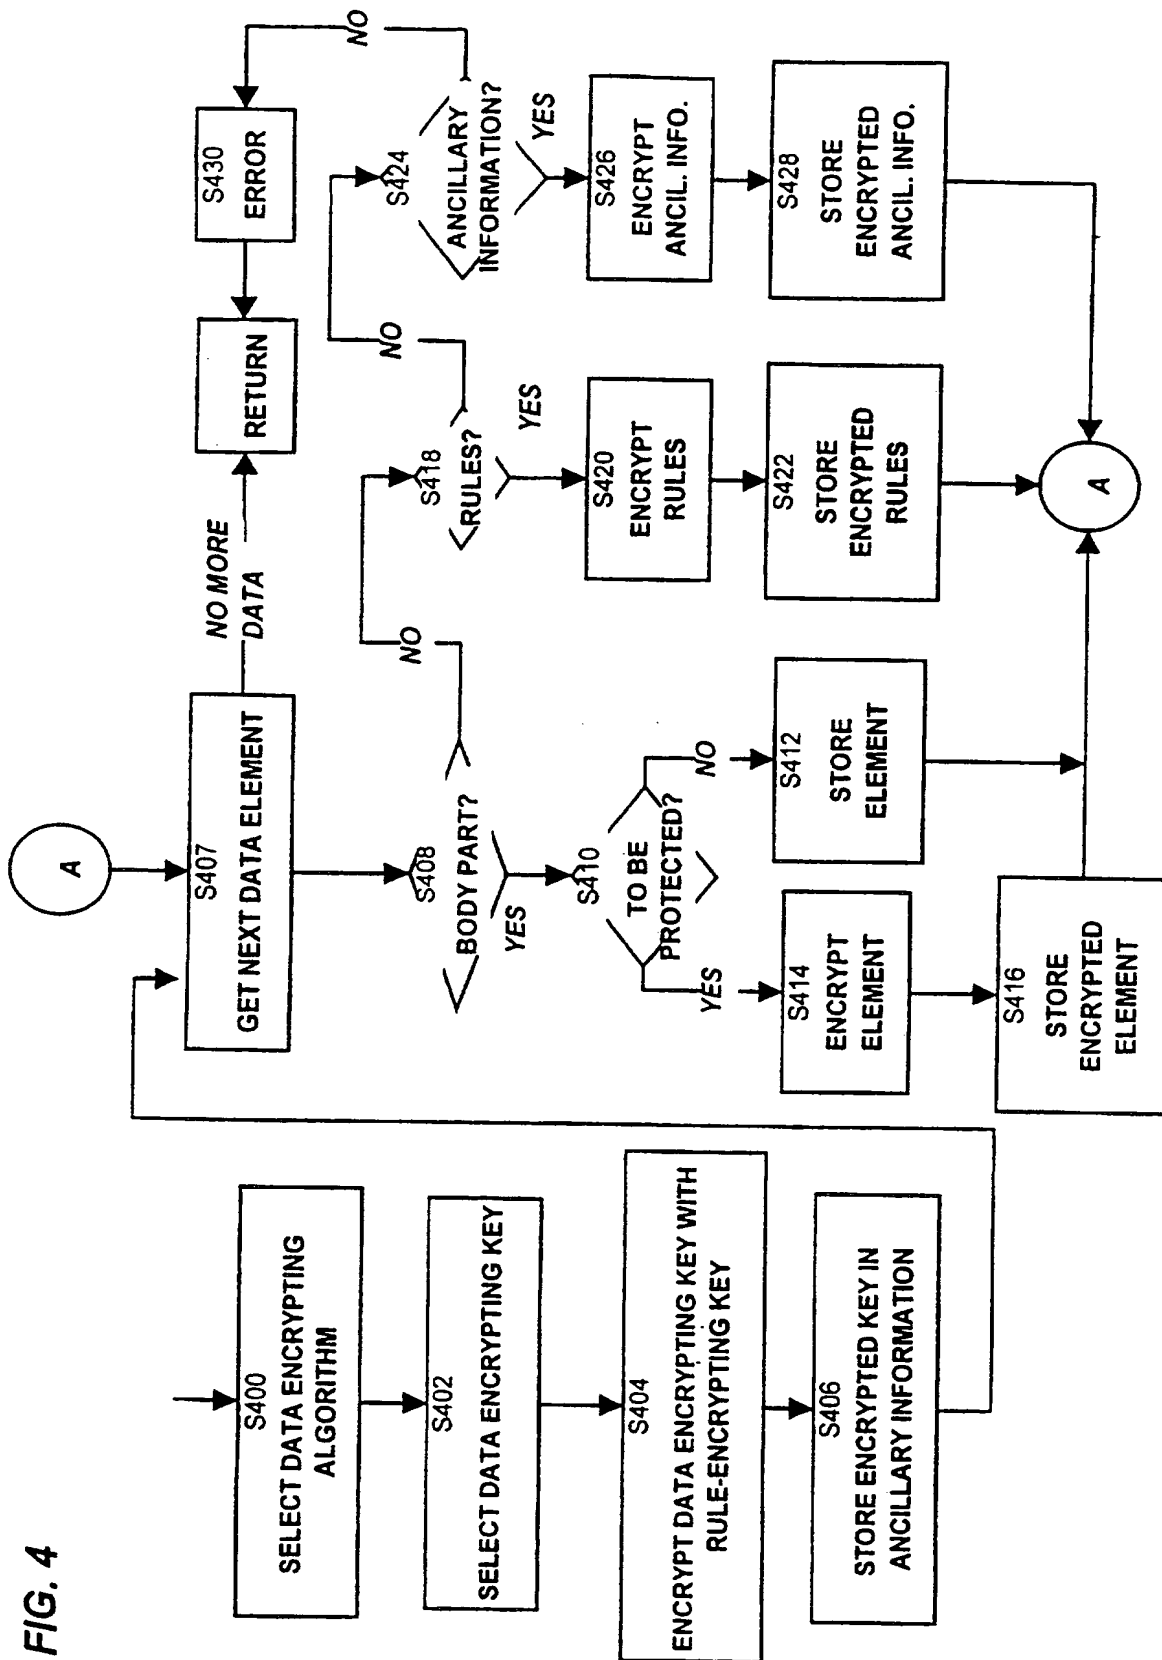 FIG. 4
S400
SELECT DATA ENCRYPTING
ALGORITHM
S402
SELECT DATA ENCRYPTING KEY
S404
ENCRYPT DATA ENCRYPTING KEY WITH
RULE-ENCRYPTING KEY
S406
STORE ENCRYPTED KEY IN
ANCILLARY INFORMATION
A
S407
GET NEXT DATA ELEMENT
NO MORE
DATA
RETURN
S430
ERROR
S408
BODY PART?
YES
NO
S410
TO BE
PROTECTED?
YES
NO
S414
ENCRYPT
ELEMENT
S416
STORE
ENCRYPTED
ELEMENT
S412
STORE
ELEMENT
S418
RULES?
YES
NO
S420
ENCRYPT
RULES
S422
STORE
ENCRYPTED
RULES
S424
ANCILLARY
INFORMATION?
YES
NO
S426
ENCRYPT
ANCIL. INFO.
S428
STORE
ENCRYPTED
ANCIL. INFO.
A